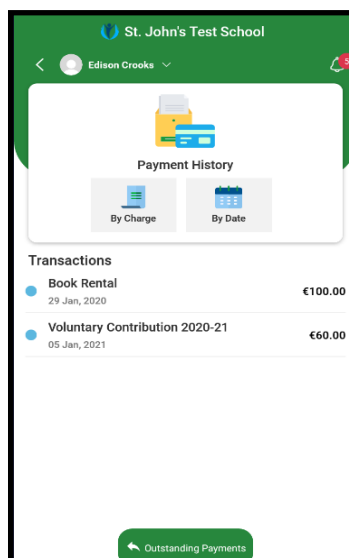 St. John's Test School
Edison Crooks
5
Payment History
By Charge
By Date
Transactions
Book Rental
€100.00
29 Jan, 2020
Voluntary Contribution 2020-21
€60.00
05 Jan, 2021
Outstanding Payments